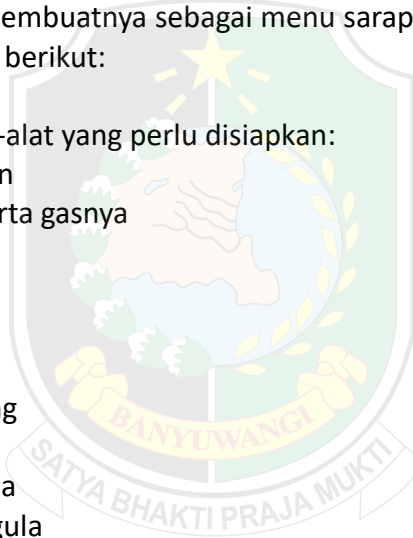 embuatnya sebagai menu sarap
berikut:
-alat yang perlu disiapkan:
n
rta gasnya
g
BANYUWANGI
a
SATYA BHAKTI PRAJA MUKTI
gula